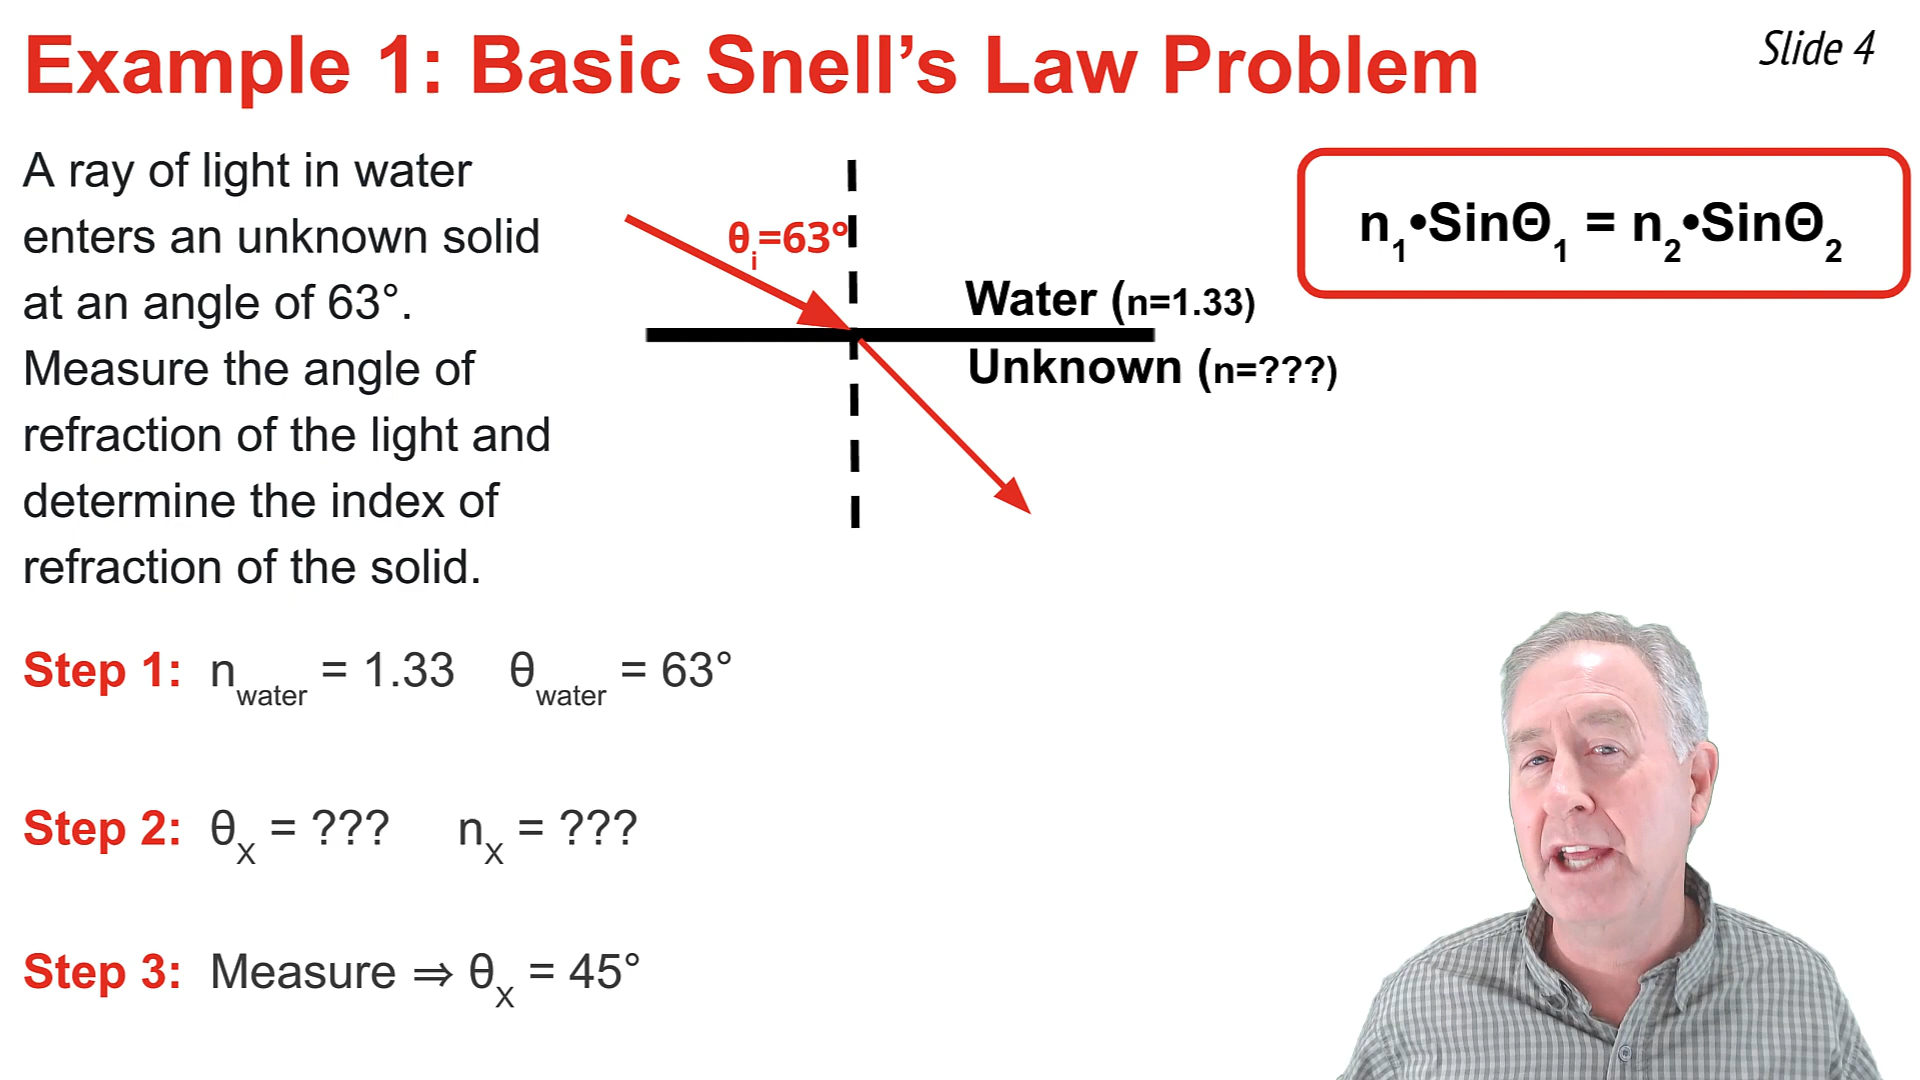 Example 1: Basic Snell’s Law Problem
Slide 4
A ray of light in water
enters an unknown solid
at an angle of 63°.
Measure the angle of
refraction of the light and
determine the index of
refraction of the solid.
θi=63°
Water (n=1.33)
Unknown (n=???)
n1•SinΘ1 = n2•SinΘ2
Step 1: nwater = 1.33 θwater = 63°
Step 2: θX = ??? nX = ???
Step 3: Measure ⇒ θX = 45°